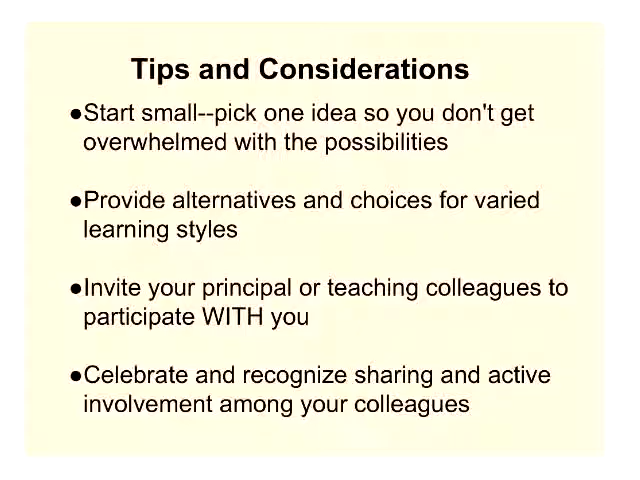 Tips and Considerations
●Start small--pick one idea so you don't get
overwhelmed with the possibilities
●Provide alternatives and choices for varied
learning styles
●Invite your principal or teaching colleagues to
participate WITH you
●Celebrate and recognize sharing and active
involvement among your colleagues